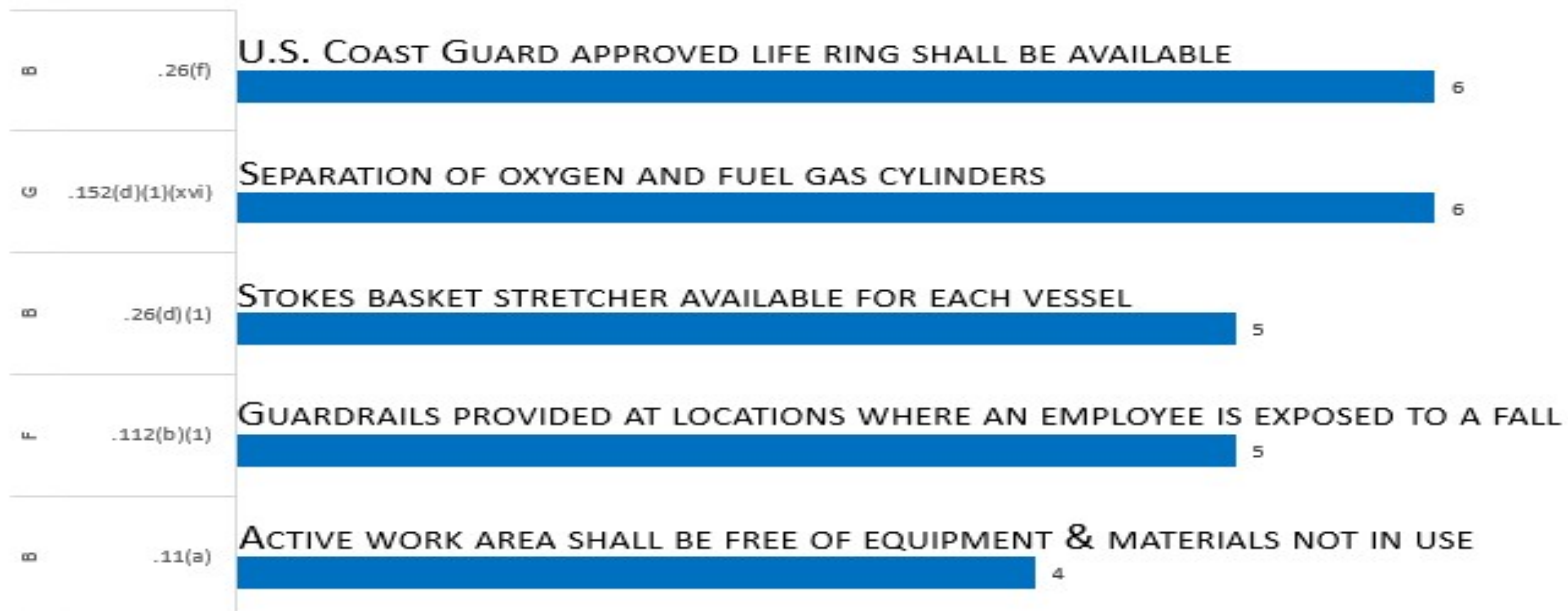 U.S. COAST GUARD APPROVED LIFE RING SHALL BE AVAILABLE
B .26(f) 6
SEPARATION OF OXYGEN AND FUEL GAS CYLINDERS
G .152(d)(1)(xvi) 6
STOKES BASKET STRETCHER AVAILABLE FOR EACH VESSEL
B .26(d)(1) 5
GUARDRAILS PROVIDED AT LOCATIONS WHERE AN EMPLOYEE IS EXPOSED TO A FALL
F .112(b)(1) 5
ACTIVE WORK AREA SHALL BE FREE OF EQUIPMENT & MATERIALS NOT IN USE
B .11(a) 4